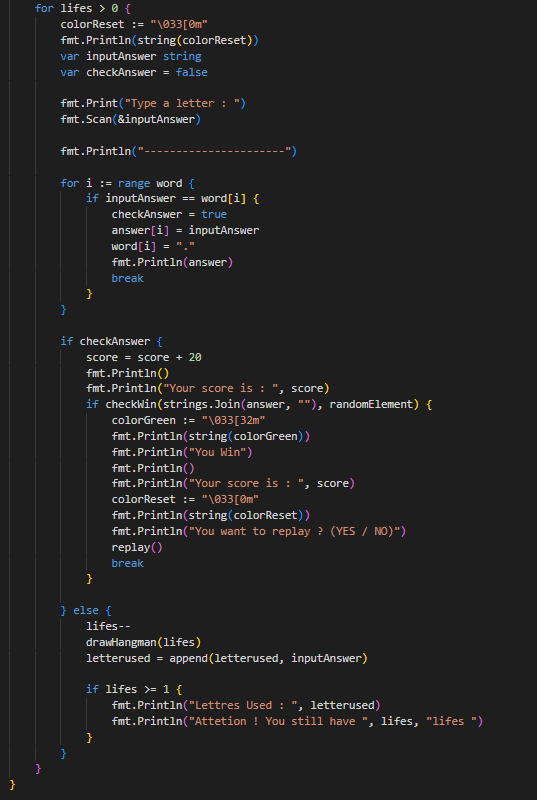 for lifes > 0 {
colorReset := "\033[0m"
fmt.Println(string(colorReset))
var inputAnswer string
var checkAnswer = false
fmt.Print("Type a letter : ")
fmt.Scan(&inputAnswer)
fmt.Println("----------------------")
for i := range word {
if inputAnswer == word[i] {
checkAnswer = true
answer[i] = inputAnswer
word[i] = "."
fmt.Println(answer)
break
}
}
if checkAnswer {
score = score + 20
fmt.Println()
fmt.Println("Your score is : ", score)
if checkWin(strings.Join(answer, ""), randomElement) {
colorGreen := "\033[32m"
fmt.Println(string(colorGreen))
fmt.Println("You Win")
fmt.Println()
fmt.Println("Your score is : ", score)
colorReset := "\033[0m"
fmt.Println(string(colorReset))
fmt.Println("You want to replay ? (YES / NO)")
replay()
break
}
} else {
lifes--
drawHangman(lifes)
letterused = append(letterused, inputAnswer)
if lifes >= 1 {
fmt.Println("Lettres Used : ", letterused)
fmt.Println("Attetion ! You still have ", lifes, "lifes ")
}
}
}
}